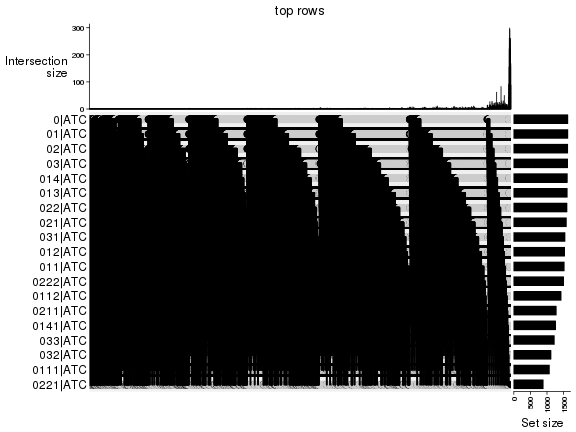 top rows
300
200
Intersection
size
100
0
0|ATC
01|ATC
02|ATC
03|ATC
014|ATC
013|ATC
022|ATC
021|ATC
031|ATC
012|ATC
011|ATC
0222|ATC
0112|ATC
0211|ATC
0141|ATC
033|ATC
032|ATC
0111|ATC
0221|ATC
0 500 1000 1500
Set size